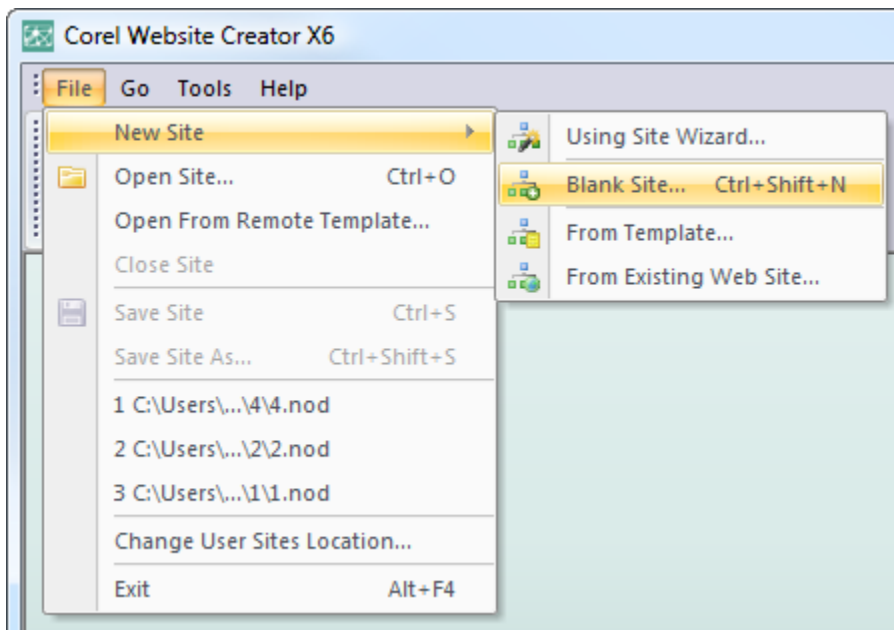 Corel Website Creator X6
File Go Tools Help
New Site
Open Site... Ctrl+O
Open From Remote Template...
Close Site
Save Site Ctrl+S
Save Site As... Ctrl+Shift+S
1 C:\Users\...\4\4.nod
2 C:\Users\...\2\2.nod
3 C:\Users\...\1\1.nod
Change User Sites Location...
Exit Alt+F4
Using Site Wizard...
Blank Site... Ctrl+Shift+N
From Template...
From Existing Web Site...